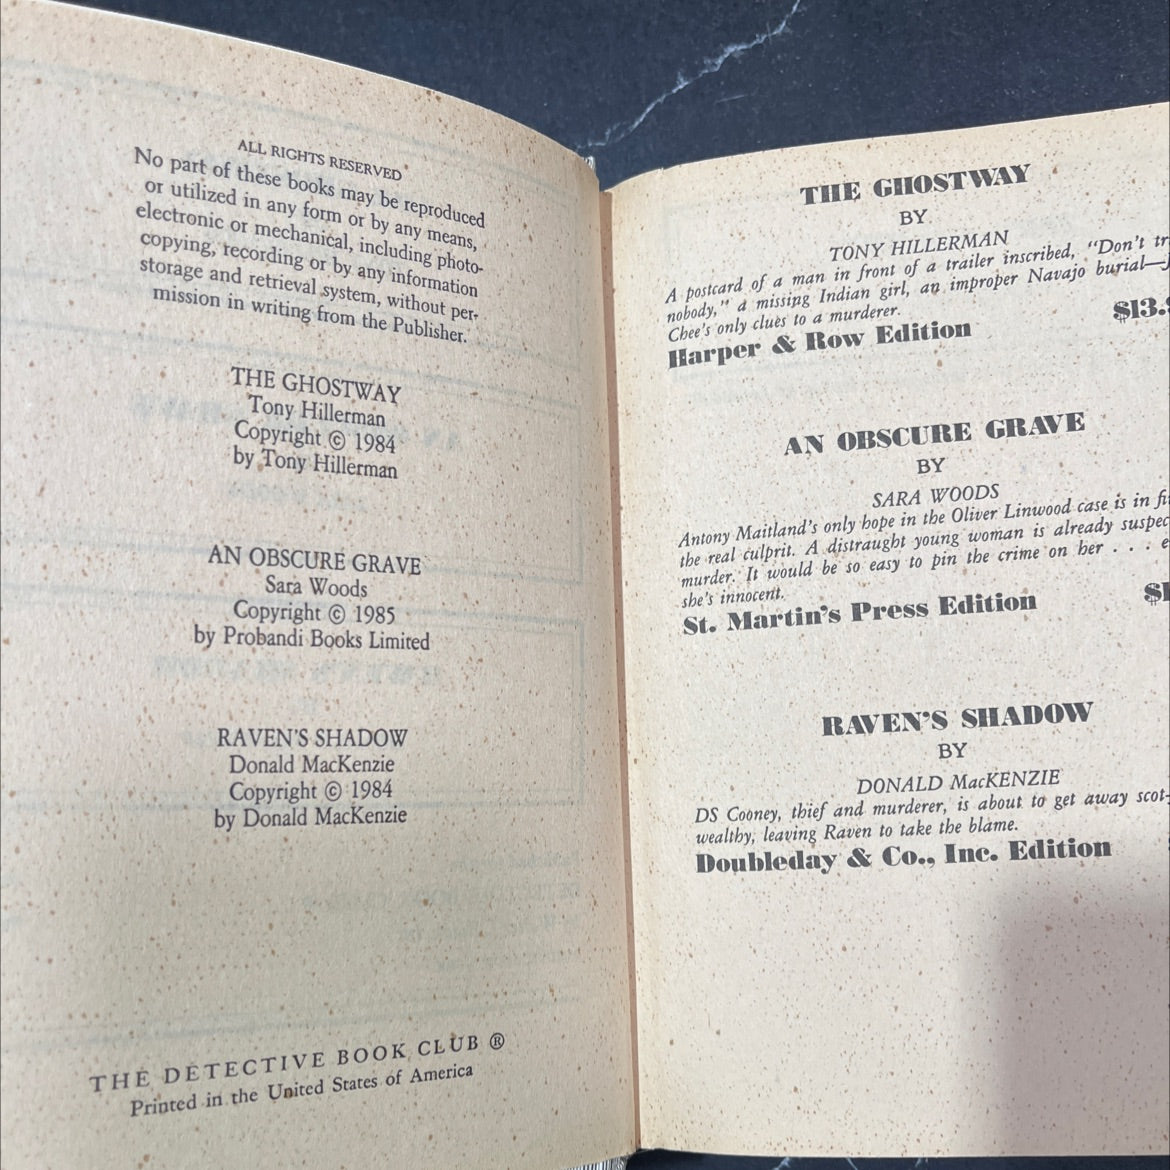 ALL RIGHTS RESERVED
No part of these books may be reproduced
or utilized in any form or by any means,
electronic or mechanical, including photo-
copying, recording or by any information
storage and retrieval system, without per-
mission in writing from the Publisher.
THE GHOSTWAY
Tony Hillerman
Copyright © 1984
by Tony Hillerman
AN OBSCURE GRAVE
Sara Woods
Copyright © 1985
by Probandi Books Limited
RAVEN'S SHADOW
Donald MacKenzie
Copyright © 1984
by Donald MacKenzie
THE DETECTIVE BOOK CLUB ®
Printed in the United States of America
THE GHOSTWAY
BY
TONY HILLERMAN
A postcard of a man in front of a trailer inscribed, "Don't
nobody," a missing Indian girl, an improper Navajo burial—
Chee's only clues to a murderer.
Harper & Row Edition $13.
AN OBSCURE GRAVE
BY
SARA WOODS
Antony Maitland's only hope in the Oliver Linwood case is in
the real culprit. A distraught young woman is already
murder. It would be so easy to pin the crime on her . . .
she's innocent.
St. Martin's Press Edition
RAVEN'S SHADOW
BY
DONALD MacKENZIE
DS Cooney, thief and murderer, is about to get away scot-
wealthy, leaving Raven to take the blame.
Doubleday & Co., Inc. Edition